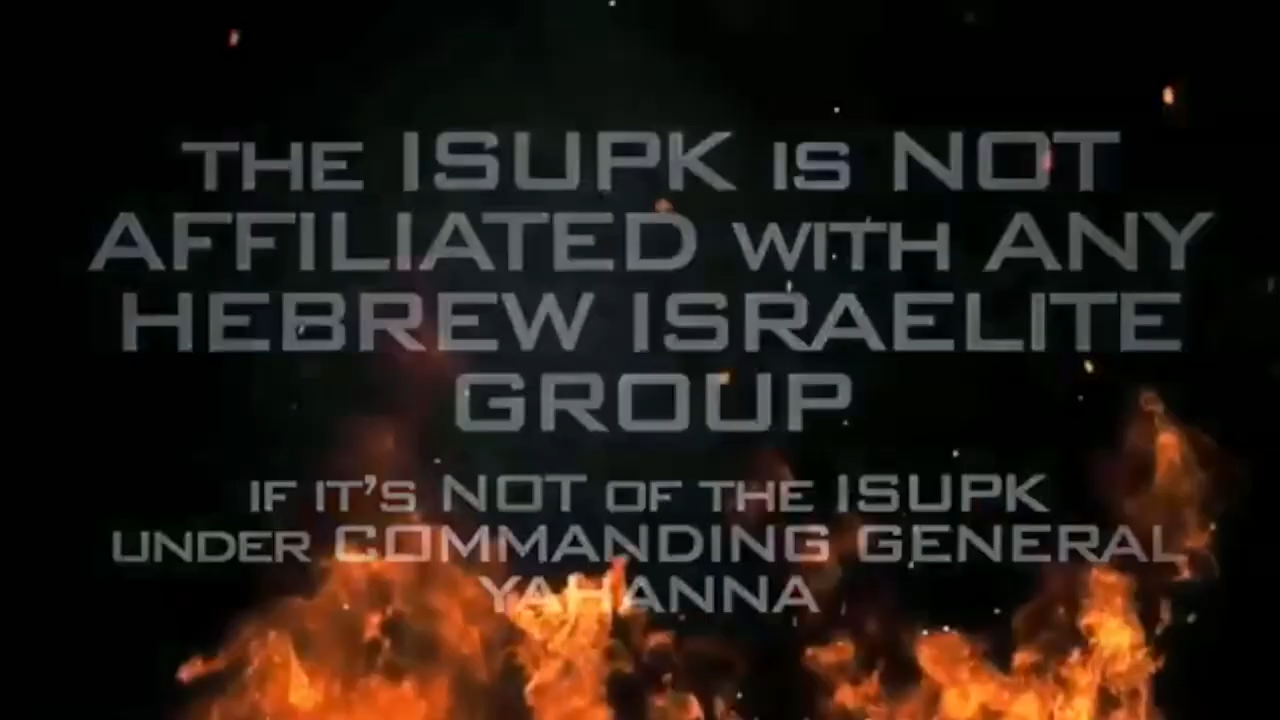 THE ISUPK IS NOT
AFFILIATED WITH ANY
HEBREW ISRAELITE
GROUP
IF IT'S NOT OF THE ISUPK
UNDER COMMANDING GENERAL
YAHANNA